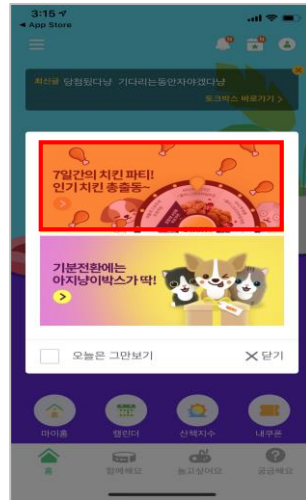 3:15
◀ App Store
최신글 당첨됬다냥 기다리는동안자야겠다냥
토크박스 바로가기 >
7일간의 치킨 파티!
인기 치킨 총출동~
기분전환에는
아지냥이박스가 딱!
오늘은 그만보기
닫기
마이홈
캘린더
산책지수
내쿠폰
홈
함께해요
놀고싶어요
궁금해요